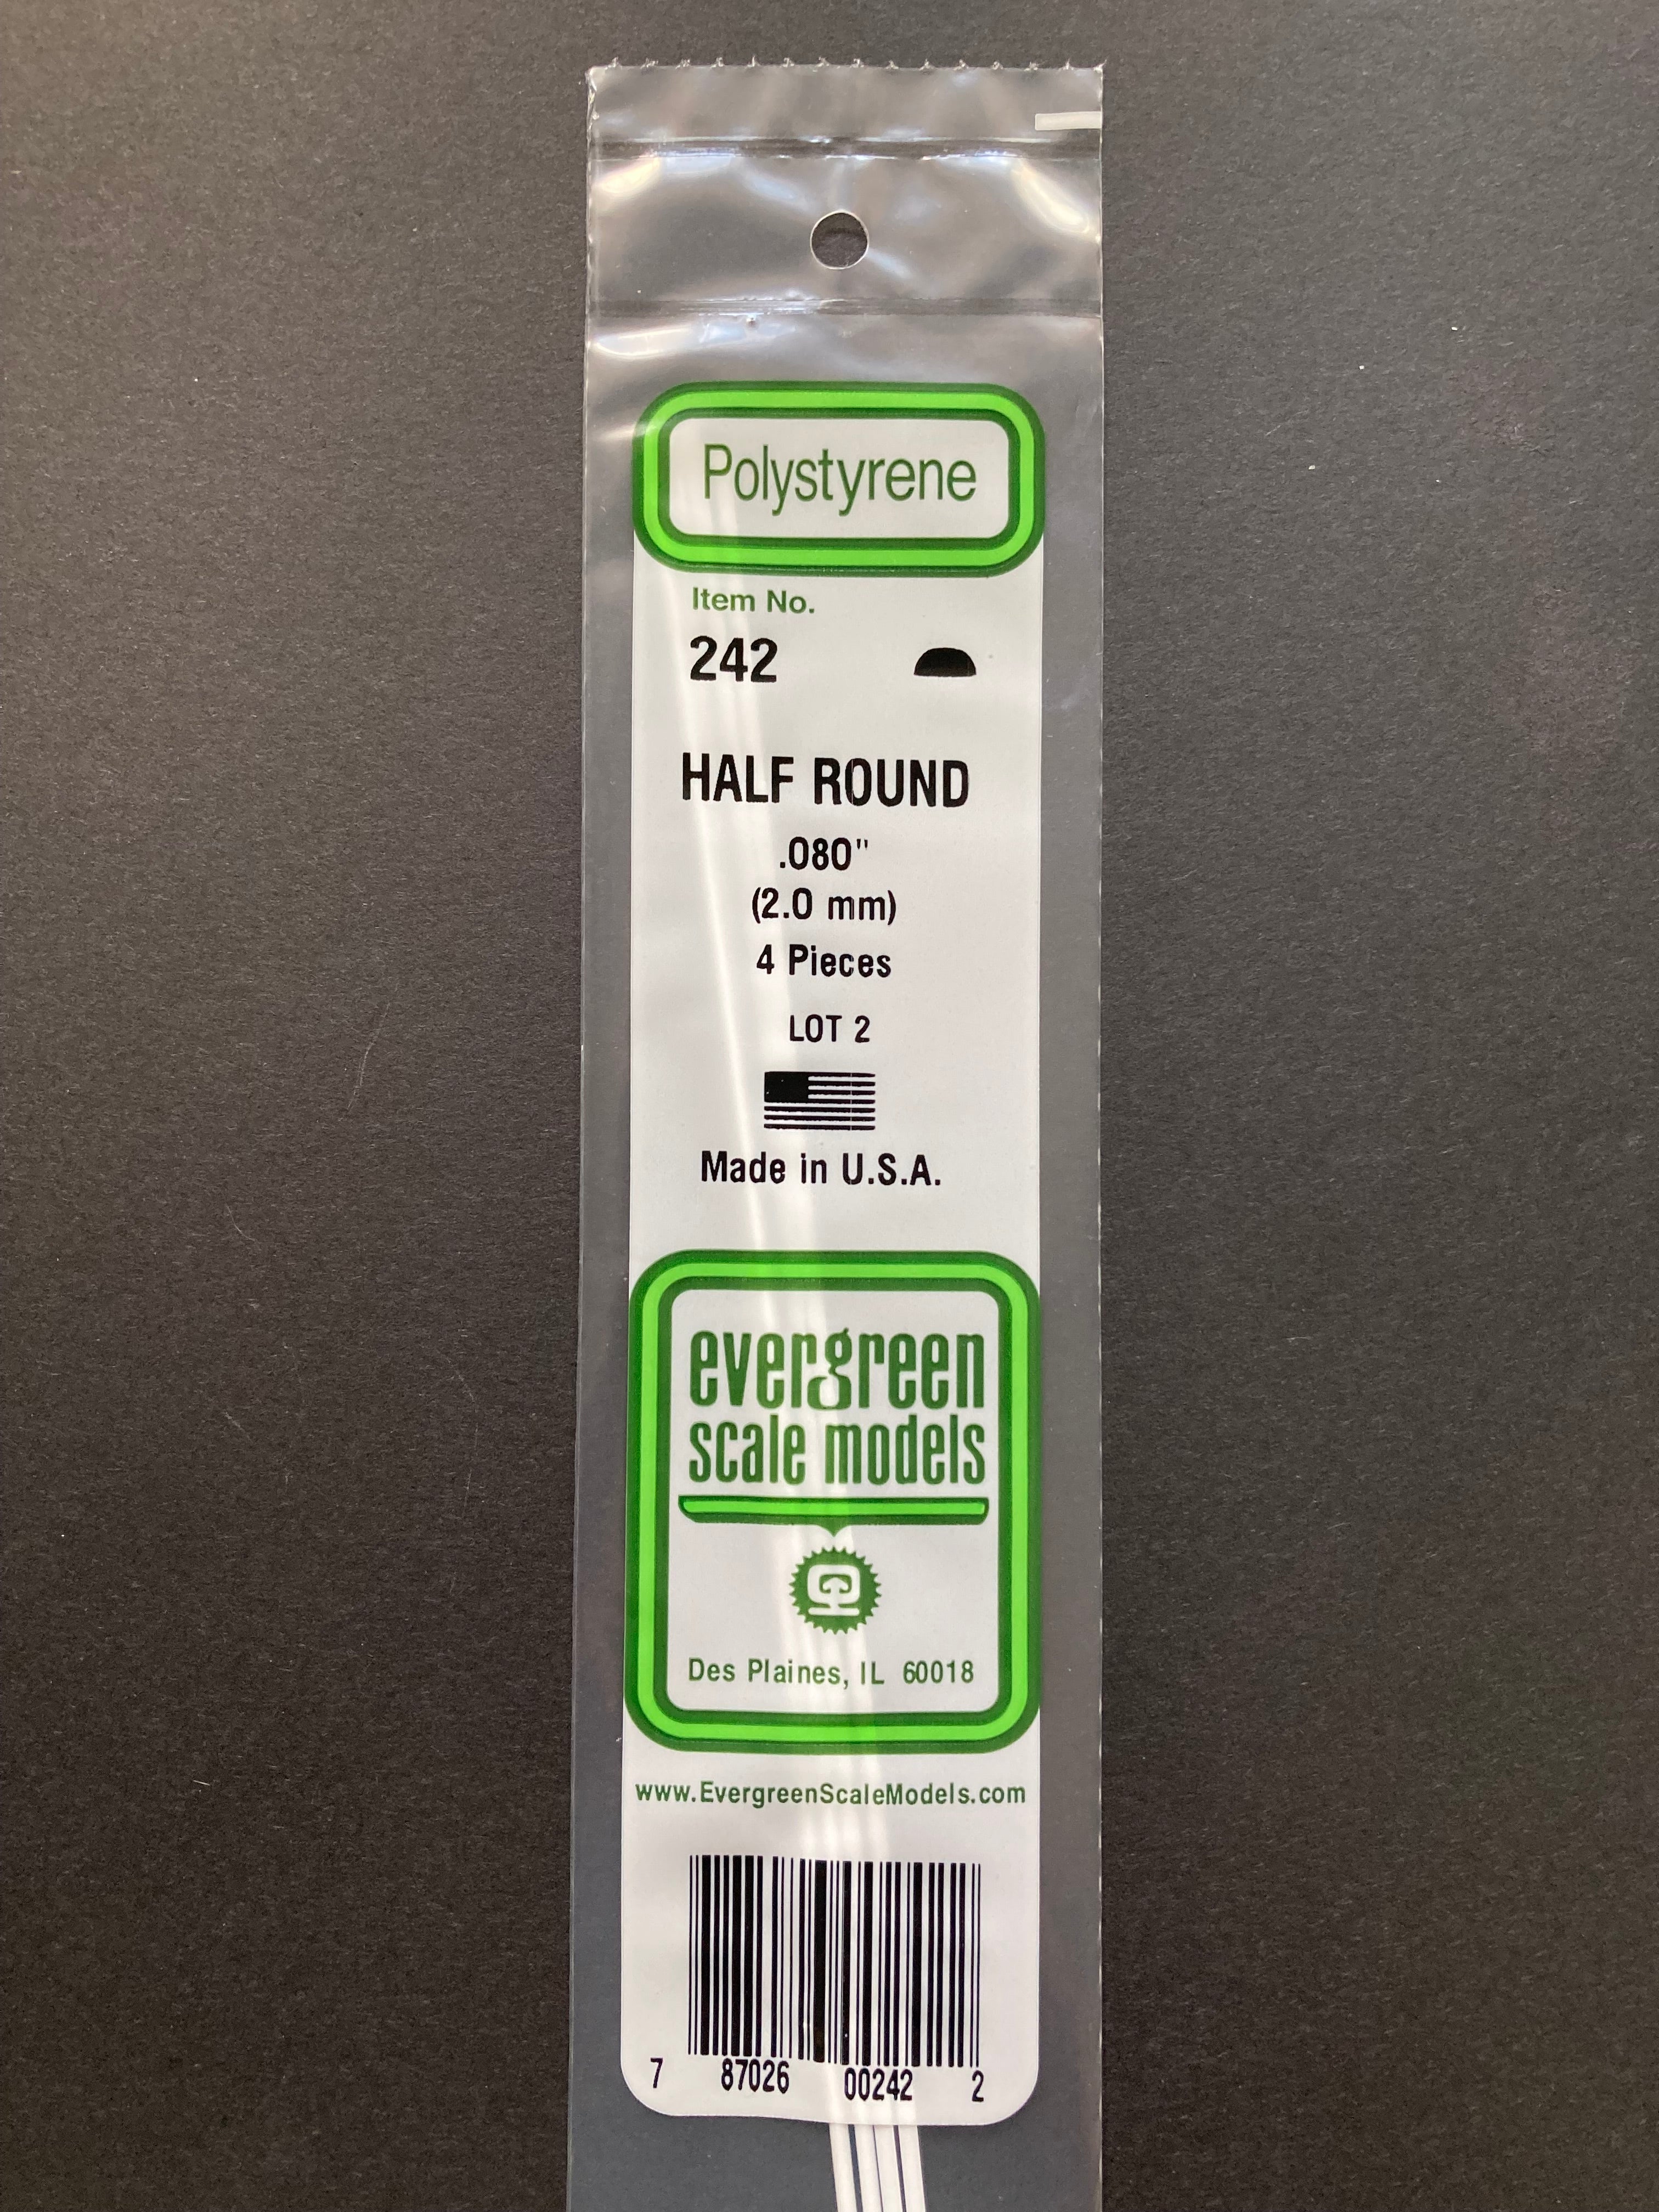 Polystyrene
Item No.
242
HALF ROUND
.080"
(2.0 mm)
4 Pieces
LOT 2
Made in U.S.A.
evergreen
scale models
Des Plaines, IL 60018
www.EvergreenScaleModels.com
7 87026 00242 2